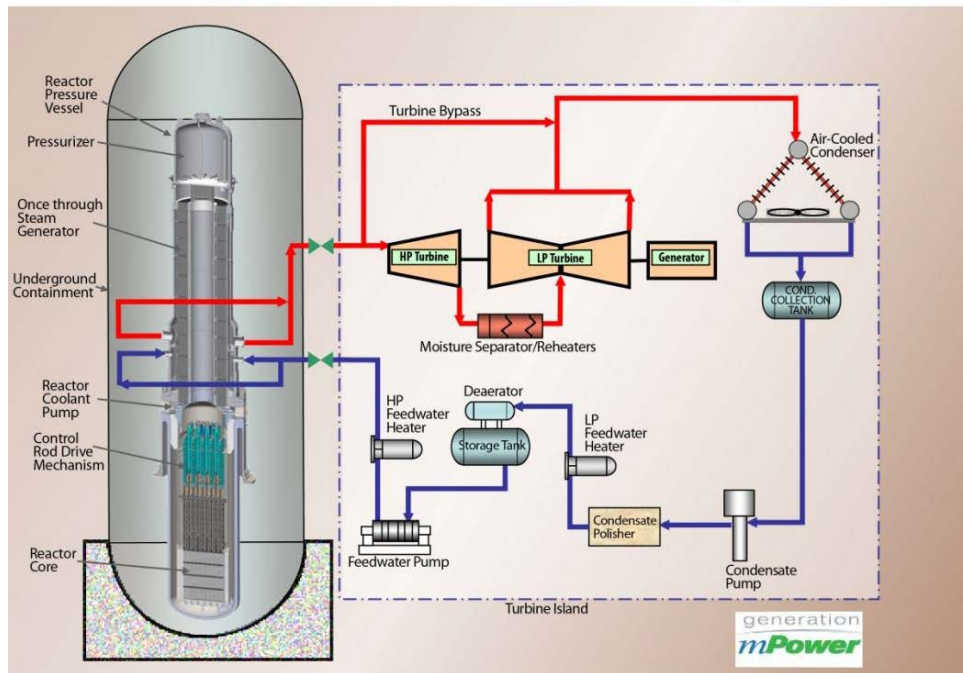 Reactor
Pressure
Vessel
Pressurizer
Once through
Steam
Generator
Underground
Containment
Reactor
Coolant
Pump
Control
Rod Drive
Mechanism
Reactor
Core
Turbine Bypass
Air-Cooled
Condenser
HP Turbine
LP Turbine
Generator
COND.
COLLECTION
TANK
Moisture Separator/Reheaters
HP
Feedwater
Heater
Deaerator
Storage Tank
LP
Feedwater
Heater
Feedwater Pump
Condensate
Polisher
Condensate
Pump
Turbine Island
generation
mPower